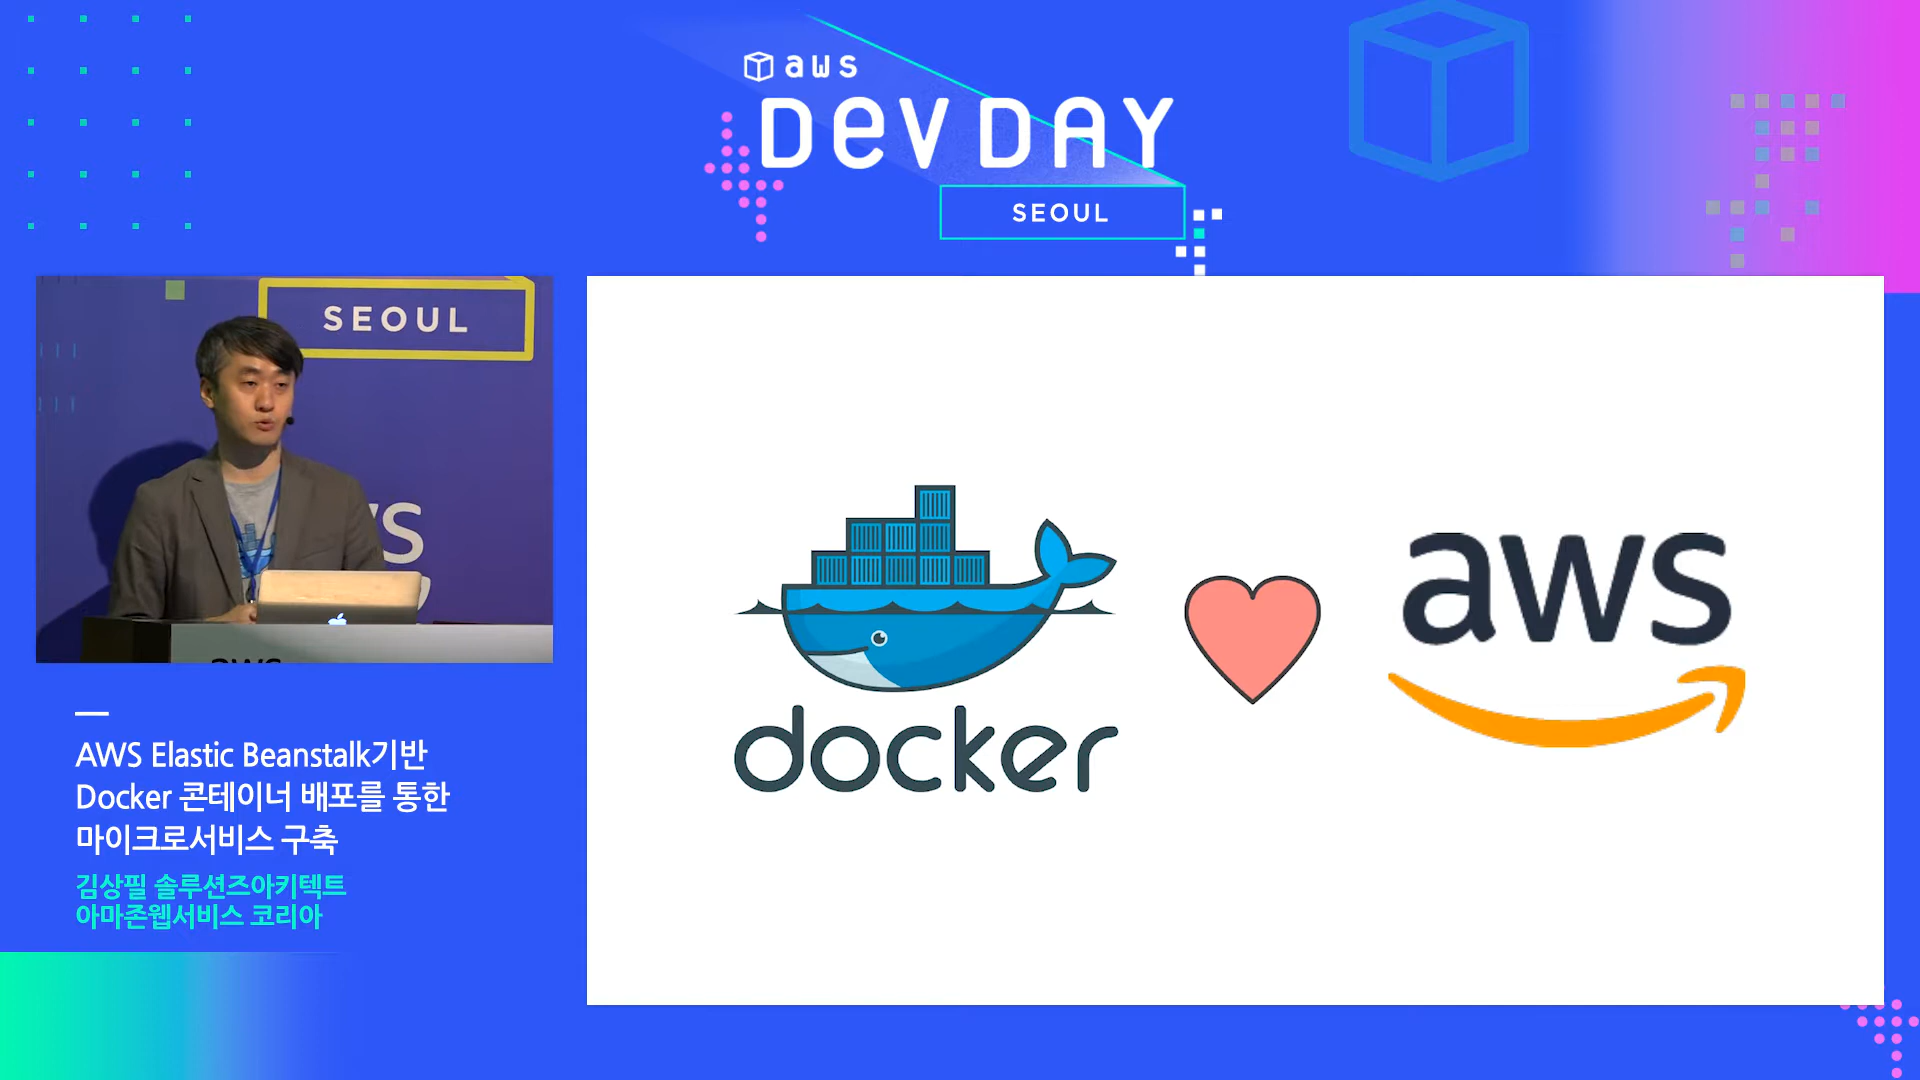 aws
DevDAY
SEOUL
SEOUL
aws
AWS Elastic Beanstalk기반
Docker 콘테이너 배포를 통한
마이크로서비스 구축
김상필 솔루션즈아키텍트
아마존웹서비스 코리아
docker
aws